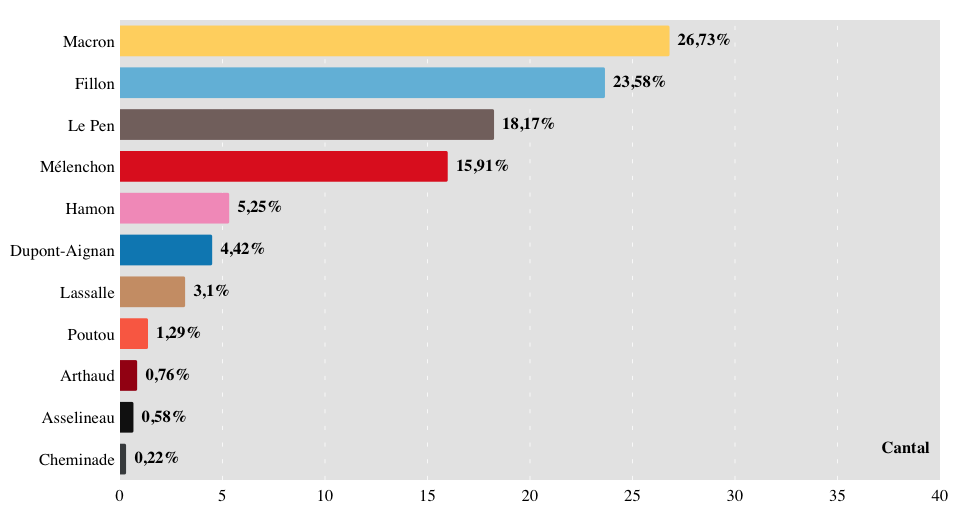 Macron 26,73%
Fillon 23,58%
Le Pen 18,17%
Mélenchon 15,91%
Hamon 5,25%
Dupont-Aignan 4,42%
Lassalle 3,1%
Poutou 1,29%
Arthaud 0,76%
Asselineau 0,58%
Cantal
Cheminade 0,22%
0 5 10 15 20 25 30 35 40